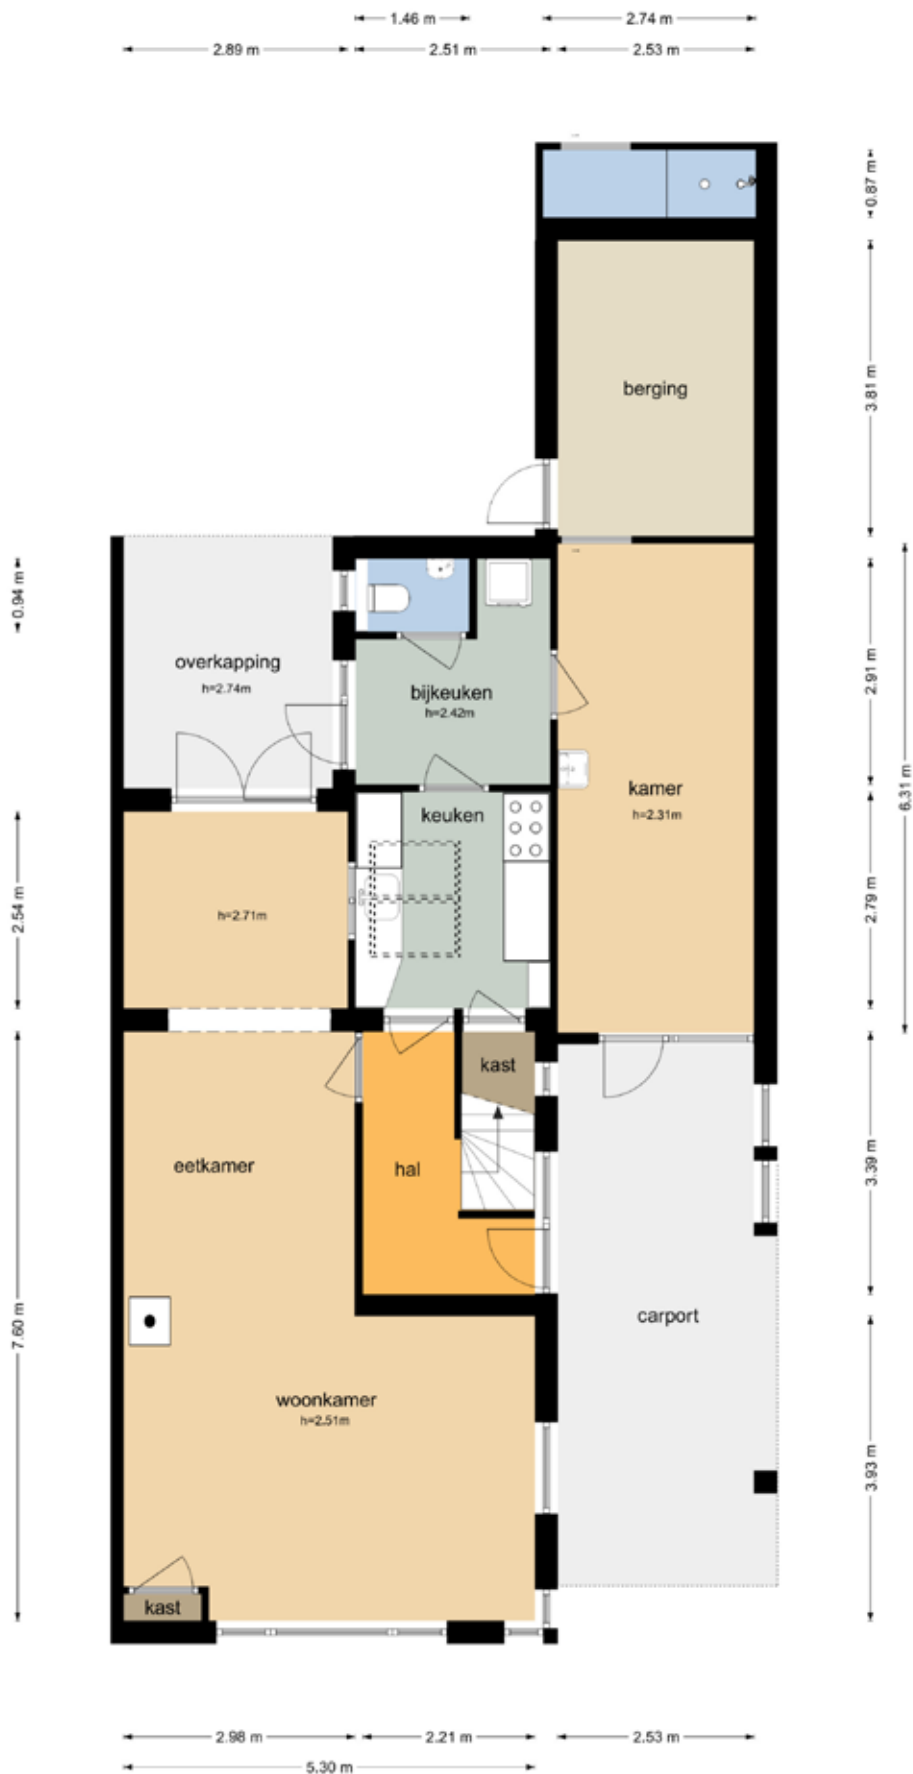 1.46 m
2.74 m
2.89 m
2.51 m
2.53 m
0.87 m
3.81 m
berging
0.94 m
overkapping
h=2.74m
bijkeuken
h=2.42m
2.91 m
6.31 m
kamer
h=2.31m
keuken
2.54 m
h=2.71m
2.79 m
kast
eetkamer
hal
3.39 m
carport
7.60 m
woonkamer
h=2.51m
3.93 m
kast
2.98 m
2.21 m
2.53 m
5.30 m